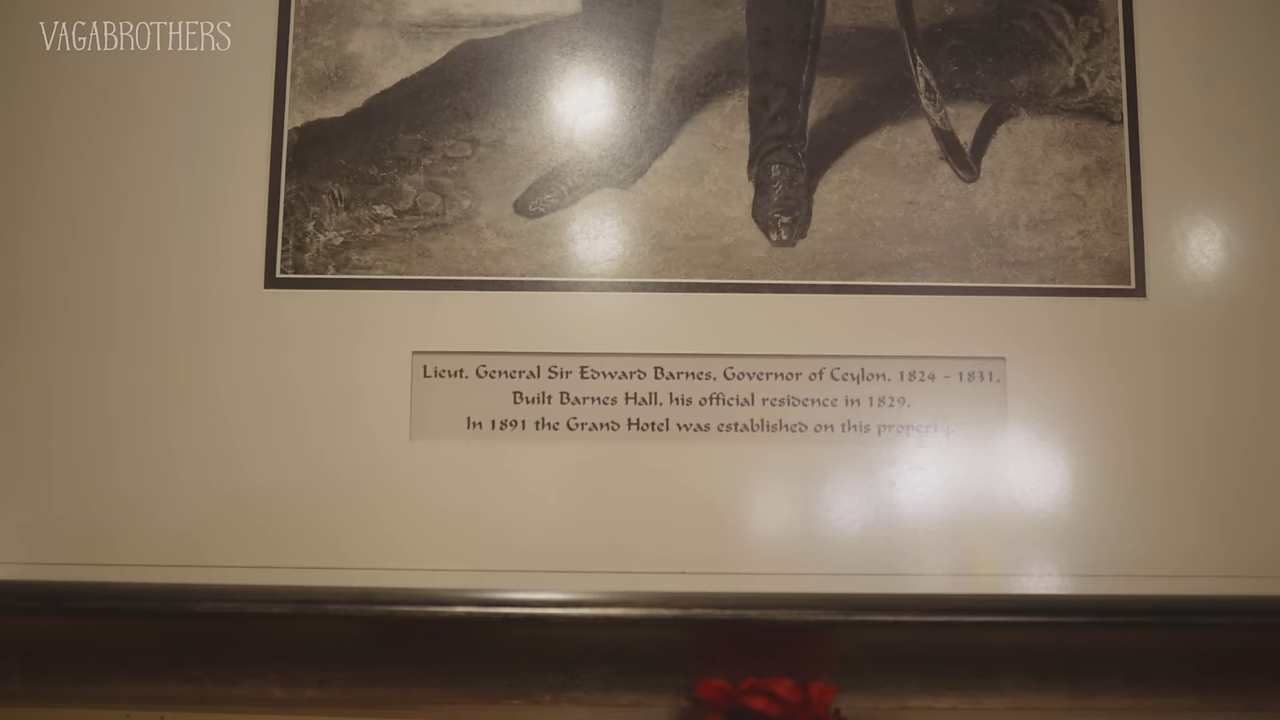 VAGABROTHERS
Lieut. General Sir Edward Barnes, Governor of Ceylon, 1824 - 1831,
Built Barnes Hall, his official residence in 1829.
In 1891 the Grand Hotel was established on this property.